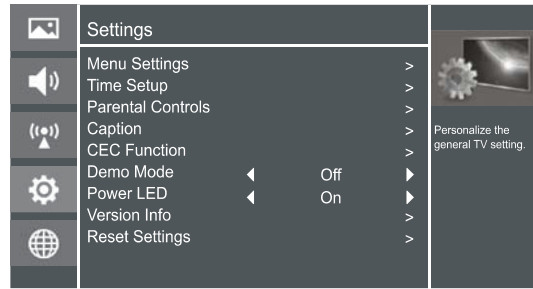 Settings
Menu Settings >
Time Setup >
Parental Controls >
Caption >
CEC Function >
Demo Mode ◀ Off ▶
Power LED ◀ On ▶
Version Info >
Reset Settings >
Personalize the
general TV setting.